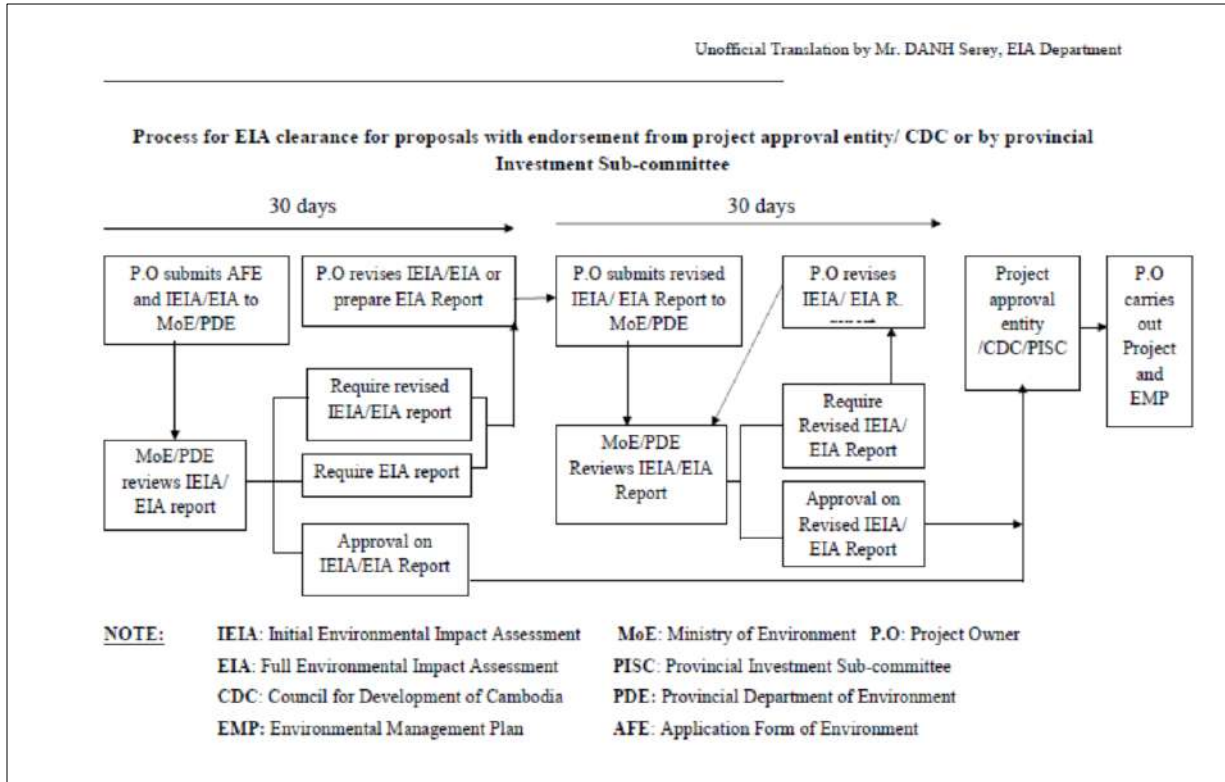 Unofficial Translation by Mr. DANH Serey, EIA Department
Process for EIA clearance for proposals with endorsement from project approval entity/ CDC or by provincial
Investment Sub-committee
30 days
30 days
P.O submits AFE
and IEIA/EIA to
MoE/PDE
P.O revises IEIA/EIA or
prepare EIA Report
P.O submits revised
IEIA/ EIA Report to
MoE/PDE
P.O revises
IEIA/ EIA R.
Project
approval
entity
/CDC/PISC
P.O
carries
out
Project
and
EMP
Require revised
IEIA/EIA report
Require EIA report
Approval on
IEIA/EIA Report
MoE/PDE
reviews IEIA/
EIA report
MoE/PDE
Reviews IEIA/EIA
Report
Require
Revised IEIA/
EIA Report
Approval on
Revised IEIA/
EIA Report
NOTE: IEIA: Initial Environmental Impact Assessment MoE: Ministry of Environment P.O: Project Owner
EIA: Full Environmental Impact Assessment PISC: Provincial Investment Sub-committee
CDC: Council for Development of Cambodia PDE: Provincial Department of Environment
EMP: Environmental Management Plan AFE: Application Form of Environment